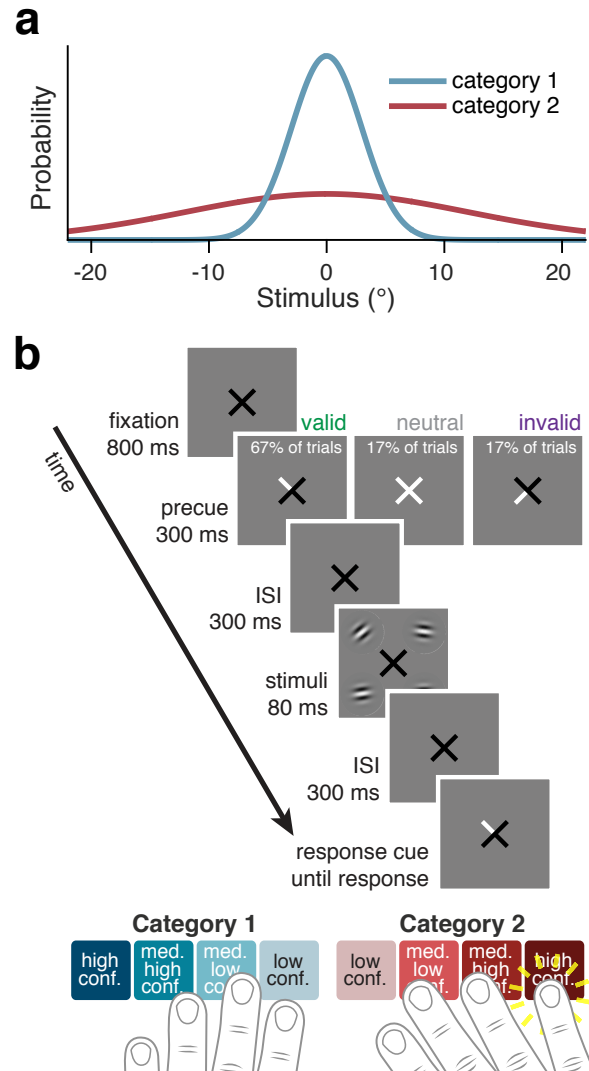 a
Probability
category 1
category 2
-20 -10 0 10 20
Stimulus (°)
b
time
fixation
800 ms
valid neutral invalid
67% of trials 17% of trials 17% of trials
precue
300 ms
ISI
300 ms
stimuli
80 ms
ISI
300 ms
response cue
until response
Category 1
high
conf.
med.
high
conf.
med.
low
low
conf.
Category 2
low
conf.
med.
low
med.
high
high
conf.